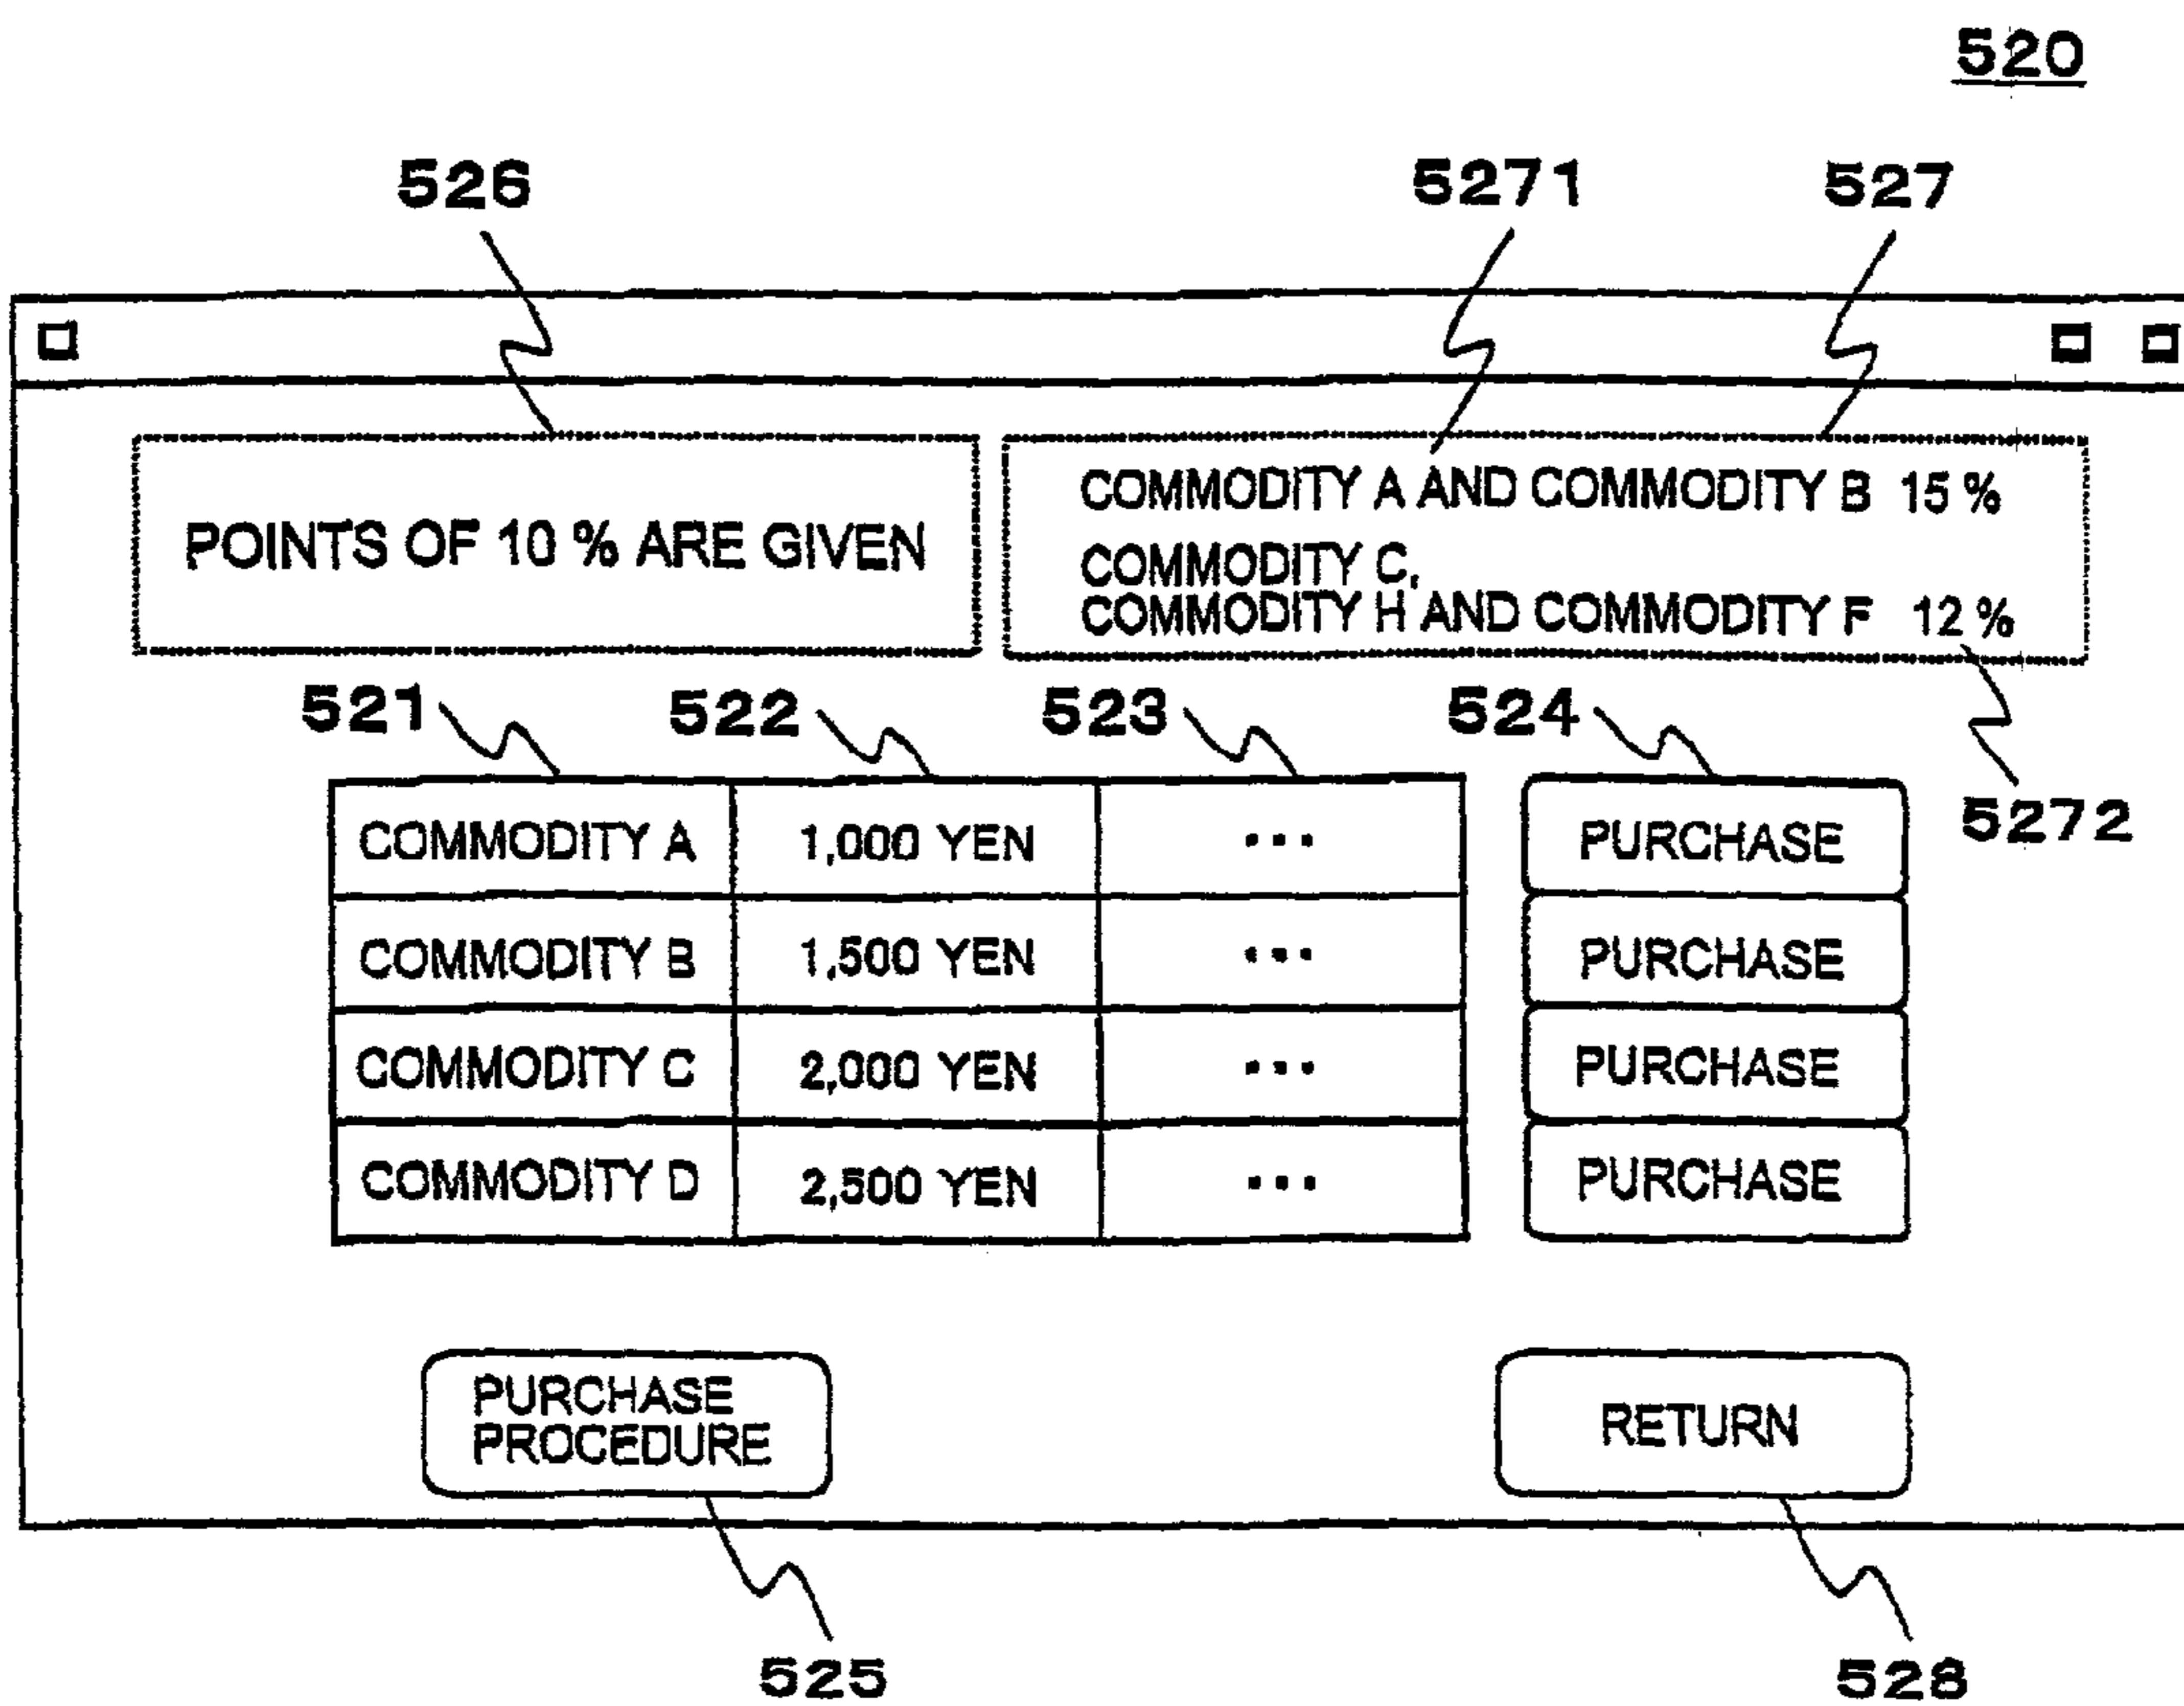 520
526 5271 527
POINTS OF 10 % ARE GIVEN
COMMODITY A AND COMMODITY B 15 %
COMMODITY C,
COMMODITY H AND COMMODITY F 12 %
521 522 523 524
5272
COMMODITY A 1,000 YEN ... PURCHASE
COMMODITY B 1,500 YEN ... PURCHASE
COMMODITY C 2,000 YEN ... PURCHASE
COMMODITY D 2,500 YEN ... PURCHASE
PURCHASE
PROCEDURE
RETURN
525 528